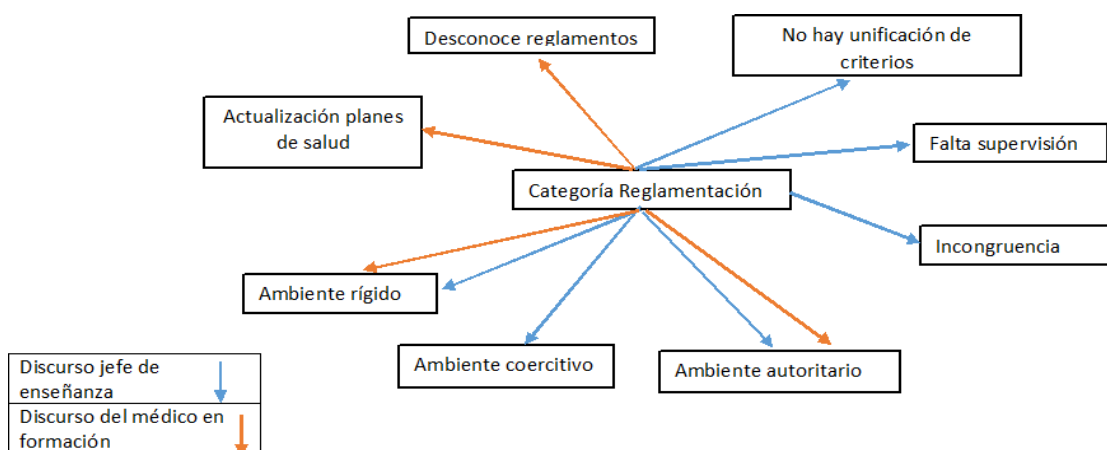 Desconoce reglamentos
No hay unificación de
criterios
Actualización planes
de salud
Falta supervisión
Categoría Reglamentación
Incongruencia
Ambiente rígido
Ambiente coercitivo
Ambiente autoritario
Discurso jefe de
enseñanza
Discurso del médico en
formación